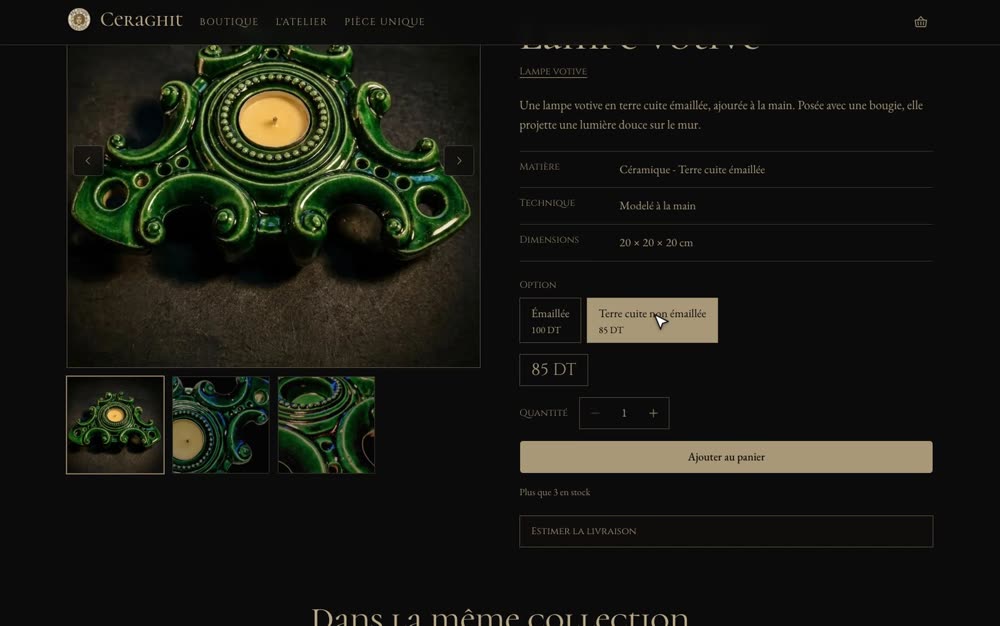 Ceraghit
BOUTIQUE L'ATELIER PIÈCE UNIQUE
Lampe votive
Lampe votive
Une lampe votive en terre cuite émaillée, ajourée à la main. Posée avec une bougie, elle
projette une lumière douce sur le mur.
Matière Céramique - Terre cuite émaillée
Technique Modelé à la main
Dimensions 20 × 20 × 20 cm
Option
Émaillée Terre cuite non émaillée
100 DT 85 DT
85 DT
Quantité 1
Ajouter au panier
Plus que 3 en stock
Estimer la livraison
Dans la même collection